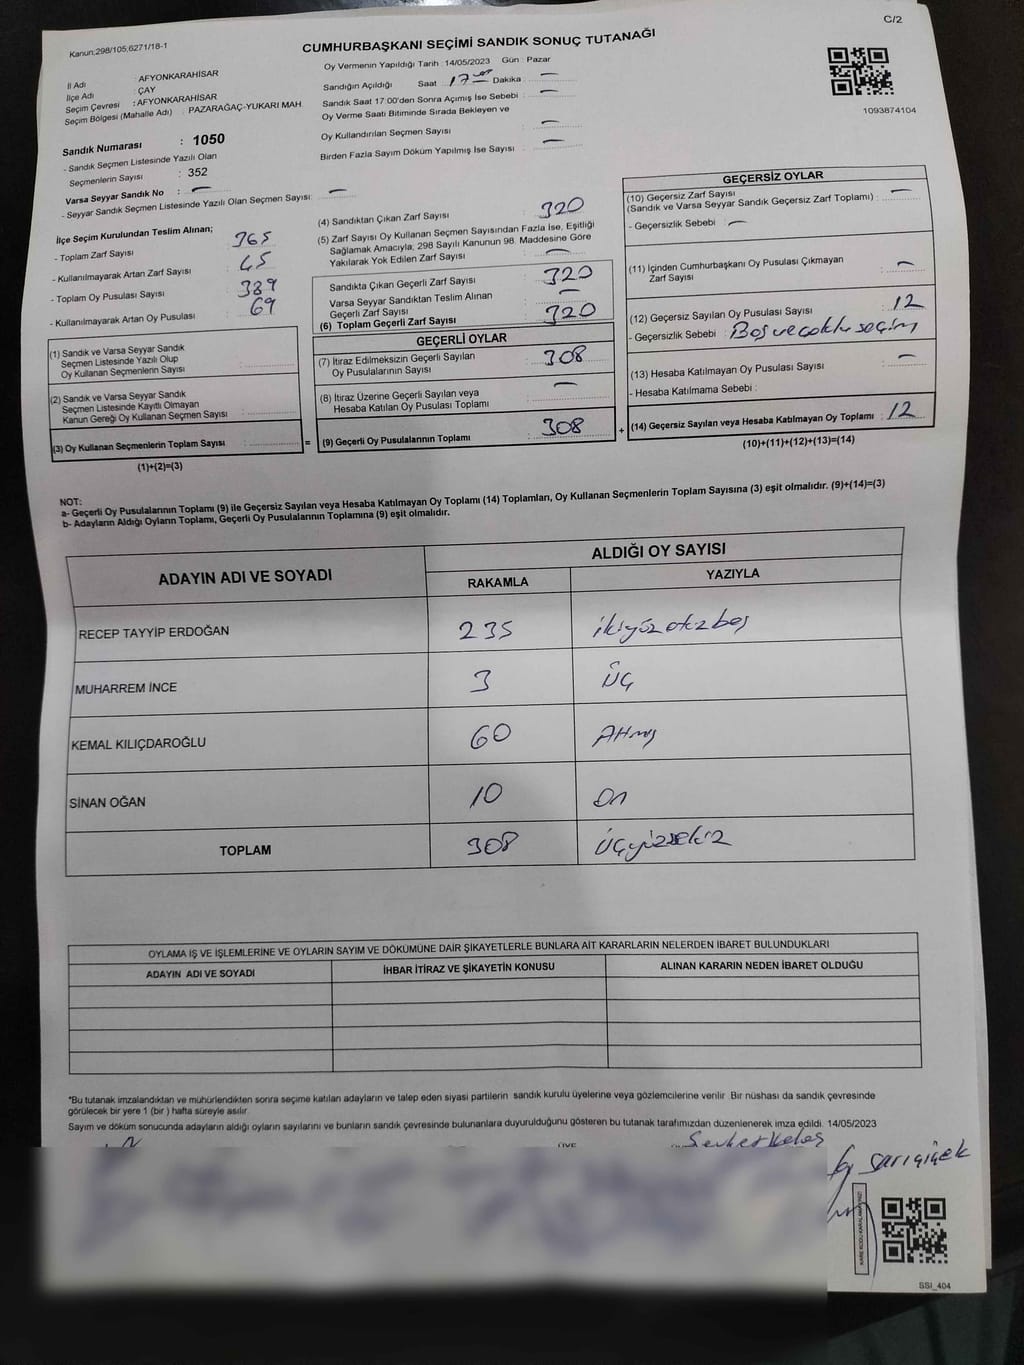 C/2
Kanun:298/105,6271/18-1
CUMHURBAŞKANI SEÇİMİ SANDIK SONUÇ TUTANAĞI
1093874104
İl Adı : AFYONKARAHİSAR
İlçe Adı : ÇAY
Seçim Çevresi : AFYONKARAHİSAR
Seçim Bölgesi (Mahalle Adı) : PAZARAĞAÇ-YUKARI MAH.
Sandık Numarası : 1050
- Sandık Seçmen Listesinde Yazılı Olan
Seçmenlerin Sayısı : 352
Varsa Seyyar Sandık No : —
- Seyyar Sandık Seçmen Listesinde Yazılı Olan Seçmen Sayısı: —
Oy Vermenin Yapıldığı Tarih : 14/05/2023 Gün : Pazar
Sandığın Açıldığı Saat : 17 Dakika : —
Sandık Saat 17:00'den Sonra Açılmış İse Sebebi : —
Oy Verme Saati Bitiminde Sırada Bekleyen ve
Oy Kullandırılan Seçmen Sayısı : —
Birden Fazla Sayım Döküm Yapılmış İse Sayısı : —
İlçe Seçim Kurulundan Teslim Alınan;
- Toplam Zarf Sayısı : 365
- Kullanılmayarak Artan Zarf Sayısı : 45
- Toplam Oy Pusulası Sayısı : 389
- Kullanılmayarak Artan Oy Pusulası : 69
(1) Sandık ve Varsa Seyyar Sandık
Seçmen Listesinde Yazılı Olup
Oy Kullanan Seçmenlerin Sayısı :
(2) Sandık ve Varsa Seyyar Sandık
Seçmen Listesinde Kayıtlı Olmayan
Kanun Gereği Oy Kullanan Seçmen Sayısı :
(3) Oy Kullanan Seçmenlerin Toplam Sayısı :
(1)+(2)=(3)
(4) Sandıktan Çıkan Zarf Sayısı : 320
(5) Zarf Sayısı Oy Kullanan Seçmen Sayısından Fazla İse, Eşitliği
Sağlamak Amacıyla; 298 Sayılı Kanunun 98. Maddesine Göre
Yakılarak Yok Edilen Zarf Sayısı : —
Sandıkta Çıkan Geçerli Zarf Sayısı : 320
Varsa Seyyar Sandıktan Teslim Alınan
Geçerli Zarf Sayısı : —
(6) Toplam Geçerli Zarf Sayısı : 320
GEÇERLİ OYLAR
(7) İtiraz Edilmeksizin Geçerli Sayılan
Oy Pusulalarının Sayısı : 308
(8) İtiraz Üzerine Geçerli Sayılan veya
Hesaba Katılan Oy Pusulası Toplamı : —
= (9) Geçerli Oy Pusulalarının Toplamı : 308 +
GEÇERSİZ OYLAR
(10) Geçersiz Zarf Sayısı
(Sandık ve Varsa Seyyar Sandık Geçersiz Zarf Toplamı) : —
- Geçersizlik Sebebi : —
(11) İçinden Cumhurbaşkanı Oy Pusulası Çıkmayan
Zarf Sayısı : —
(12) Geçersiz Sayılan Oy Pusulası Sayısı : 12
- Geçersizlik Sebebi : Boş ve çoklu seçim
(13) Hesaba Katılmayan Oy Pusulası Sayısı : —
- Hesaba Katılmama Sebebi :
(14) Geçersiz Sayılan veya Hesaba Katılmayan Oy Toplamı : 12
(10)+(11)+(12)+(13)=(14)
NOT:
a- Geçerli Oy Pusulalarının Toplamı (9) ile Geçersiz Sayılan veya Hesaba Katılmayan Oy Toplamı (14) Toplamları, Oy Kullanan Seçmenlerin Toplam Sayısına (3) eşit olmalıdır. (9)+(14)=(3)
b- Adayların Aldığı Oyların Toplamı, Geçerli Oy Pusulalarının Toplamına (9) eşit olmalıdır.
ADAYIN ADI VE SOYADI
ALDIĞI OY SAYISI
RAKAMLA YAZIYLA
RECEP TAYYİP ERDOĞAN 235 ikiyüzotuzbeş
MUHARREM İNCE 3 üç
KEMAL KILIÇDAROĞLU 60 Altmış
SİNAN OĞAN 10 On
TOPLAM 308 üçyüzsekiz
OYLAMA İŞ VE İŞLEMLERİNE VE OYLARIN SAYIM VE DÖKÜMÜNE DAİR ŞİKAYETLERLE BUNLARA AİT KARARLARIN NELERDEN İBARET BULUNDUKLARI
ADAYIN ADI VE SOYADI İHBAR İTİRAZ VE ŞİKAYETİN KONUSU ALINAN KARARIN NEDEN İBARET OLDUĞU
*Bu tutanak imzalandıktan ve mühürlendikten sonra seçime katılan adayların ve talep eden siyasi partilerin sandık kurulu üyelerine veya gözlemcilerine verilir. Bir nüshası da sandık çevresinde
görülecek bir yere 1 (bir ) hafta süreyle asılır.
Sayım ve döküm sonucunda adayların aldığı oyların sayılarını ve bunların sandık çevresinde bulunanlara duyurulduğunu gösteren bu tutanak tarafımızdan düzenlenerek imza edildi. 14/05/2023
ÜYE
Sarıçiçek
KARE KODU KARALAMAYINIZ!
SSI_404